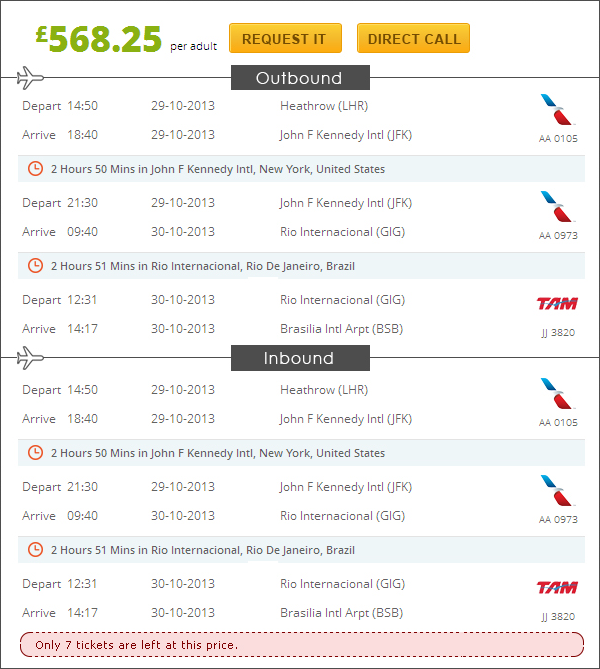 £568.25 per adult REQUEST IT DIRECT CALL
Outbound
Depart 14:50 29-10-2013 Heathrow (LHR)
Arrive 18:40 29-10-2013 John F Kennedy Intl (JFK) AA 0105
2 Hours 50 Mins in John F Kennedy Intl, New York, United States
Depart 21:30 29-10-2013 John F Kennedy Intl (JFK)
Arrive 09:40 30-10-2013 Rio Internacional (GIG) AA 0973
2 Hours 51 Mins in Rio Internacional, Rio De Janeiro, Brazil
Depart 12:31 30-10-2013 Rio Internacional (GIG) TAM
Arrive 14:17 30-10-2013 Brasilia Intl Arpt (BSB) JJ 3820
Inbound
Depart 14:50 29-10-2013 Heathrow (LHR)
Arrive 18:40 29-10-2013 John F Kennedy Intl (JFK) AA 0105
2 Hours 50 Mins in John F Kennedy Intl, New York, United States
Depart 21:30 29-10-2013 John F Kennedy Intl (JFK)
Arrive 09:40 30-10-2013 Rio Internacional (GIG) AA 0973
2 Hours 51 Mins in Rio Internacional, Rio De Janeiro, Brazil
Depart 12:31 30-10-2013 Rio Internacional (GIG) TAM
Arrive 14:17 30-10-2013 Brasilia Intl Arpt (BSB) JJ 3820
Only 7 tickets are left at this price.